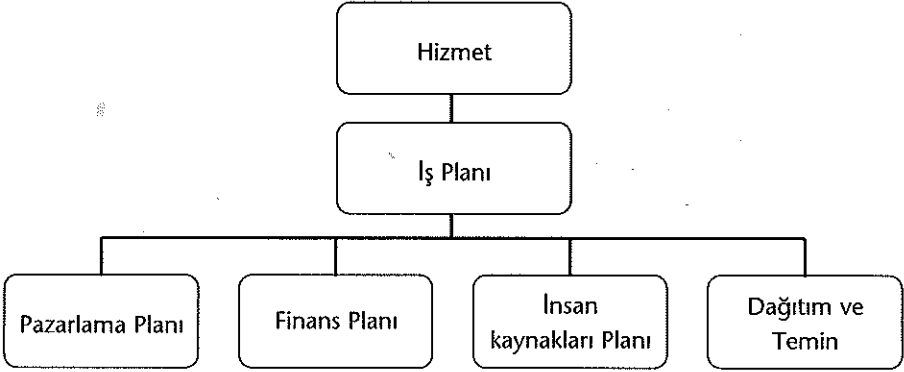 Hizmet
İş Planı
Pazarlama Planı
Finans Planı
İnsan
kaynakları Planı
Dağıtım ve
Temin